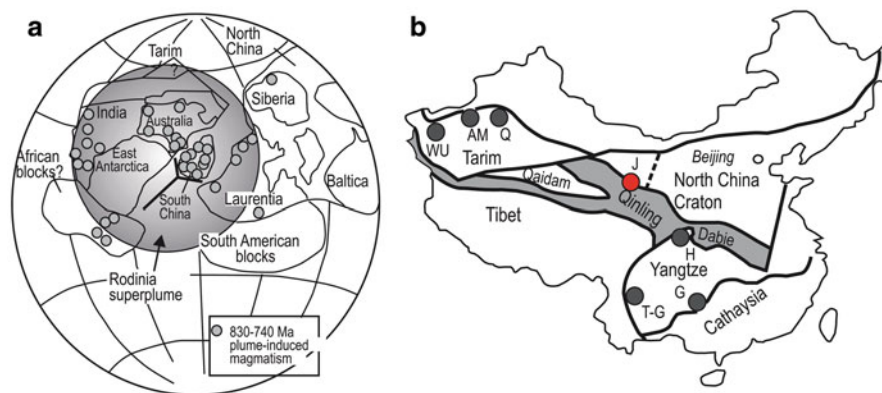 a
North
China
Tarim
?
Siberia
India
Australia
African
blocks?
East
Antarctica
Baltica
South
China
Laurentia
South American
blocks
Rodinia
superplume
830-740 Ma
plume-induced
magmatism
b
WU
AM
Q
Tarim
J
Beijing
Qaidam
North China
Craton
Qinling
Tibet
Dabie
H
Yangtze
T-G
G
Cathaysia